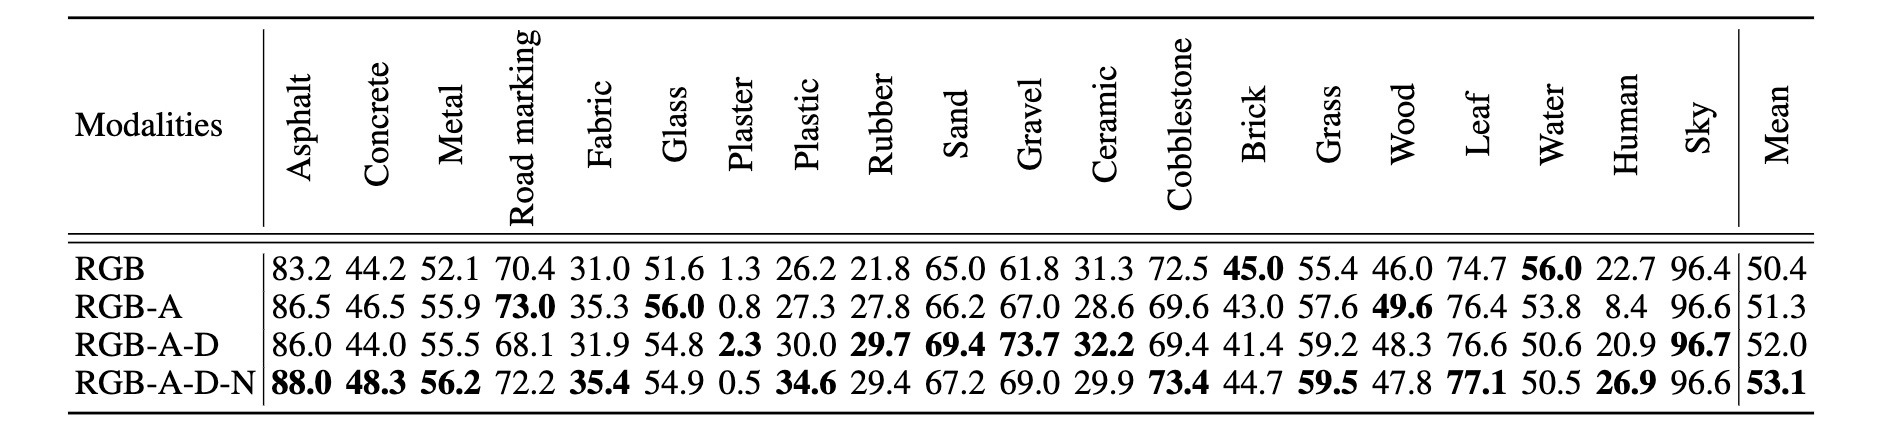 Modalities Asphalt Concrete Metal Road marking Fabric Glass Plaster Plastic Rubber Sand Gravel Ceramic Cobblestone Brick Grass Wood Leaf Water Human Sky Mean
RGB 83.2 44.2 52.1 70.4 31.0 51.6 1.3 26.2 21.8 65.0 61.8 31.3 72.5 45.0 55.4 46.0 74.7 56.0 22.7 96.4 50.4
RGB-A 86.5 46.5 55.9 73.0 35.3 56.0 0.8 27.3 27.8 66.2 67.0 28.6 69.6 43.0 57.6 49.6 76.4 53.8 8.4 96.6 51.3
RGB-A-D 86.0 44.0 55.5 68.1 31.9 54.8 2.3 30.0 29.7 69.4 73.7 32.2 69.4 41.4 59.2 48.3 76.6 50.6 20.9 96.7 52.0
RGB-A-D-N 88.0 48.3 56.2 72.2 35.4 54.9 0.5 34.6 29.4 67.2 69.0 29.9 73.4 44.7 59.5 47.8 77.1 50.5 26.9 96.6 53.1